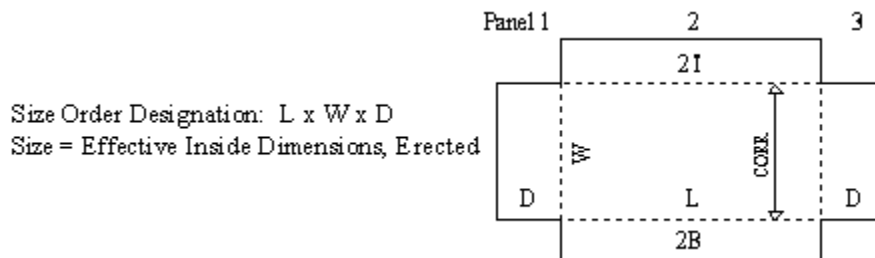 Panel 1 2 3
2I
Size Order Designation: L x W x D
Size = Effective Inside Dimensions, Erected
W
CORR.
D L D
2B